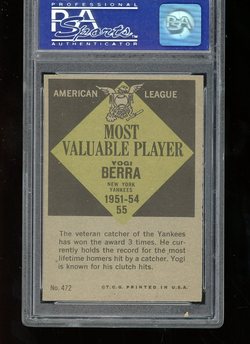 PROFESSIONAL
PSA
Sports
AUTHENTICATOR
AMERICAN LEAGUE
MOST
VALUABLE PLAYER
YOGI
BERRA
NEW YORK
YANKEES
1951-54
55
The veteran catcher of the Yankees
has won the award 3 times. He cur-
rently holds the record for the most
lifetime homers hit by a catcher. Yogi
is known for his clutch hits.
No. 472 ©T.C.G. PRINTED IN U.S.A.